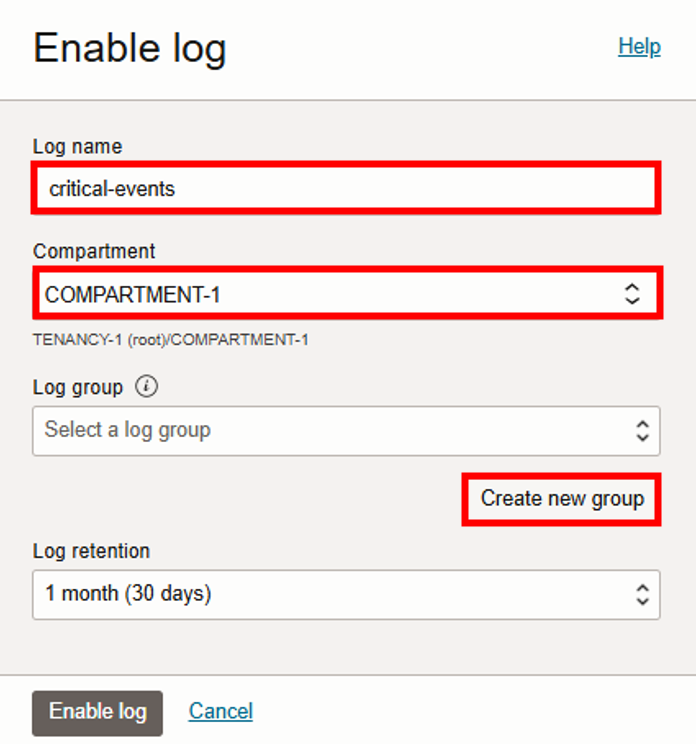 Enable log
Help
Log name
critical-events
Compartment
COMPARTMENT-1
TENANCY-1 (root)/COMPARTMENT-1
Log group
Select a log group
Create new group
Log retention
1 month (30 days)
Enable log
Cancel